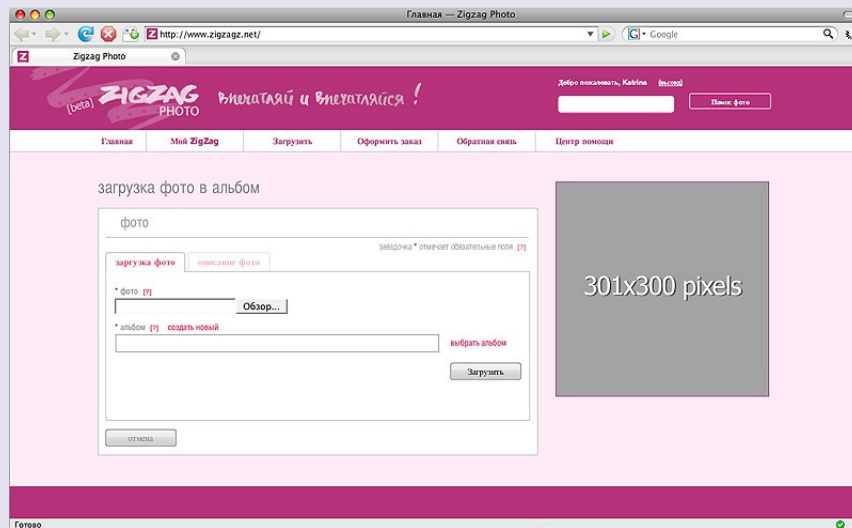 Главная — Zigzag Photo
http://www.zigzagz.net/
G Google
Z Zigzag Photo
[beta] ZIGZAG PHOTO
Впечатляй и Впечатляйся !
Добро пожаловать, Katrina (выход)
Поиск фото
Главная Мой ZigZag Загрузить Оформить заказ Обратная связь Центр помощи
загрузка фото в альбом
фото
звёздочка * отмечает обязательные поля [?]
заргузка фото описание фото
* фото [?]
Обзор...
* альбом [?] создать новый
выбрать альбом
Загрузить
отмена
301x300 pixels
Готово